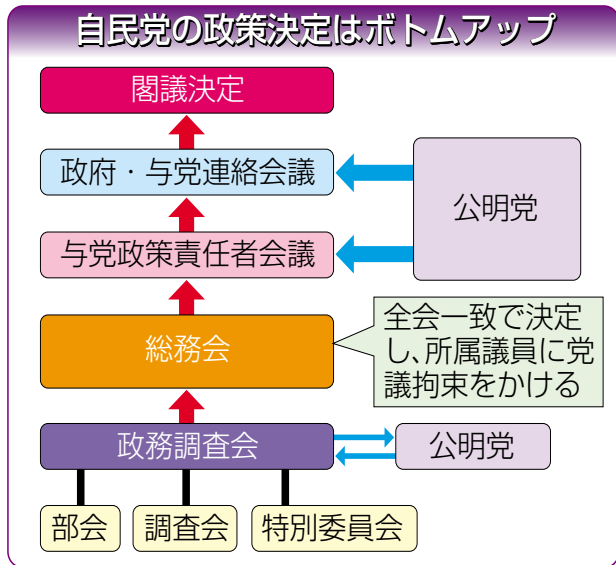 自民党の政策決定はボトムアップ
閣議決定
政府・与党連絡会議
公明党
与党政策責任者会議
総務会
全会一致で決定
し、所属議員に党
議拘束をかける
政務調査会
公明党
部会
調査会
特別委員会